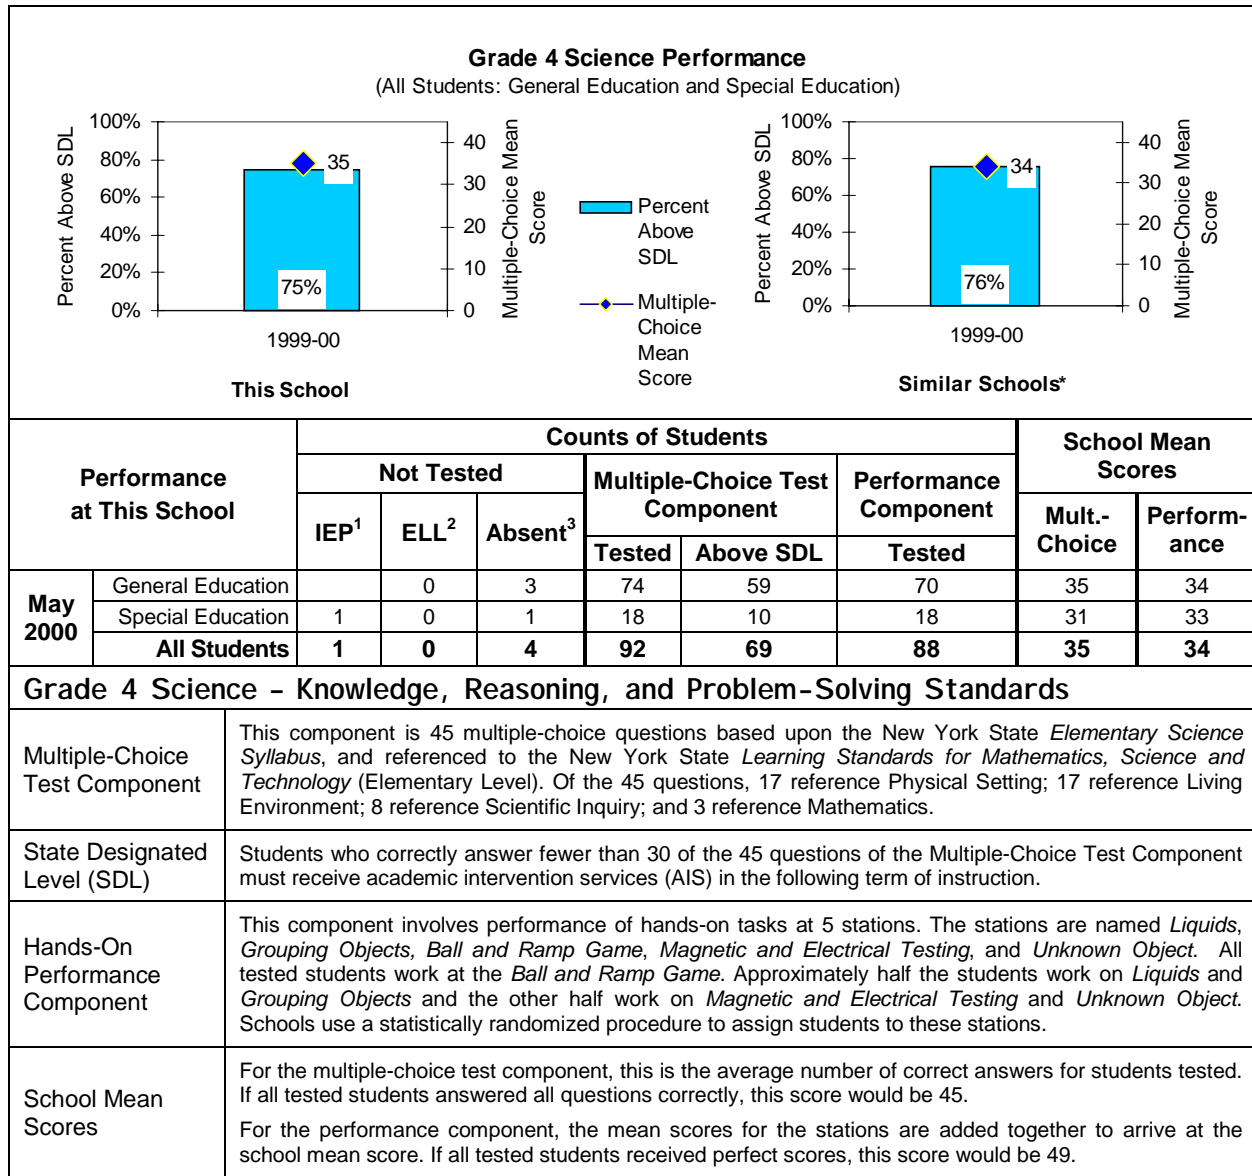 Grade 4 Science Performance
(All Students: General Education and Special Education)
Percent Above SDL
100%
80%
60%
40%
20%
0%
35
75%
1999-00
40
30
20
10
0
Multiple-Choice Mean
Score
This School
Percent
Above
SDL
Multiple-
Choice
Mean
Score
Percent Above SDL
100%
80%
60%
40%
20%
0%
34
76%
1999-00
40
30
20
10
0
Multiple-Choice Mean
Score
Similar Schools*
Performance
at This School
Counts of Students
School Mean
Scores
Not Tested
Multiple-Choice Test
Component
Performance
Component
IEP1 ELL2 Absent3
Mult.-
Choice
Perform-
ance
Tested Above SDL Tested
May
2000
General Education 0 3 74 59 70 35 34
Special Education 1 0 1 18 10 18 31 33
All Students 1 0 4 92 69 88 35 34
Grade 4 Science – Knowledge, Reasoning, and Problem-Solving Standards
Multiple-Choice
Test Component
This component is 45 multiple-choice questions based upon the New York State Elementary Science
Syllabus, and referenced to the New York State Learning Standards for Mathematics, Science and
Technology (Elementary Level). Of the 45 questions, 17 reference Physical Setting; 17 reference Living
Environment; 8 reference Scientific Inquiry; and 3 reference Mathematics.
State Designated
Level (SDL)
Students who correctly answer fewer than 30 of the 45 questions of the Multiple-Choice Test Component
must receive academic intervention services (AIS) in the following term of instruction.
Hands-On
Performance
Component
This component involves performance of hands-on tasks at 5 stations. The stations are named Liquids,
Grouping Objects, Ball and Ramp Game, Magnetic and Electrical Testing, and Unknown Object. All
tested students work at the Ball and Ramp Game. Approximately half the students work on Liquids and
Grouping Objects and the other half work on Magnetic and Electrical Testing and Unknown Object.
Schools use a statistically randomized procedure to assign students to these stations.
School Mean
Scores
For the multiple-choice test component, this is the average number of correct answers for students tested.
If all tested students answered all questions correctly, this score would be 45.
For the performance component, the mean scores for the stations are added together to arrive at the
school mean score. If all tested students received perfect scores, this score would be 49.